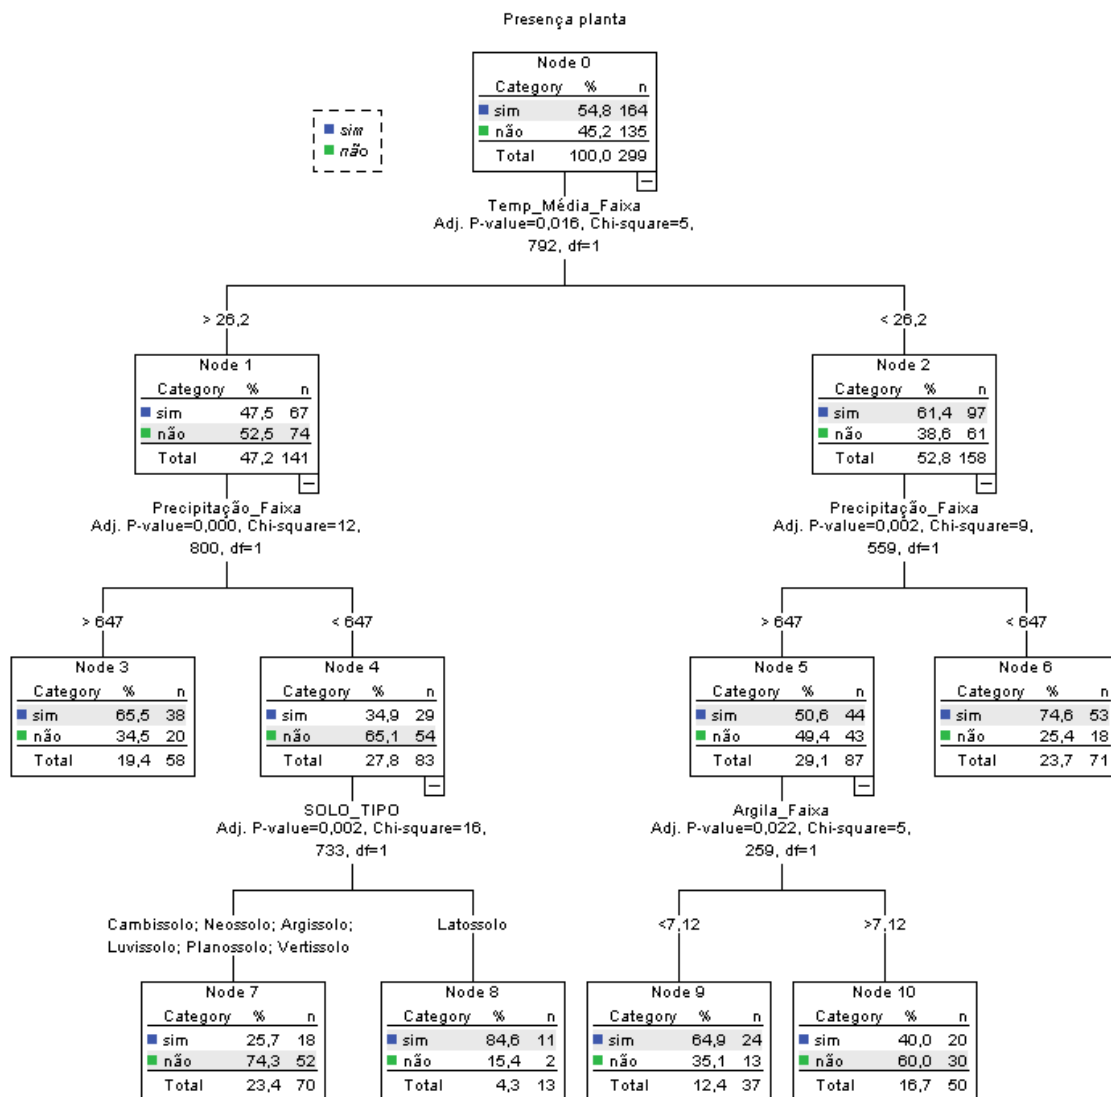 Presença planta
sim
não
Node 0
Category % n
sim 54,8 164
não 45,2 135
Total 100,0 299
Temp_Média_Faixa
Adj. P-value=0,016, Chi-square=5,
792, df=1
> 26,2
< 26,2
Node 1
Category % n
sim 47,5 67
não 52,5 74
Total 47,2 141
Node 2
Category % n
sim 61,4 97
não 38,6 61
Total 52,8 158
Precipitação_Faixa
Adj. P-value=0,000, Chi-square=12,
800, df=1
Precipitação_Faixa
Adj. P-value=0,002, Chi-square=9,
559, df=1
> 647
< 647
> 647
< 647
Node 3
Category % n
sim 65,5 38
não 34,5 20
Total 19,4 58
Node 4
Category % n
sim 34,9 29
não 65,1 54
Total 27,8 83
Node 5
Category % n
sim 50,6 44
não 49,4 43
Total 29,1 87
Node 6
Category % n
sim 74,6 53
não 25,4 18
Total 23,7 71
SOLO_TIPO
Adj. P-value=0,002, Chi-square=16,
733, df=1
Argila_Faixa
Adj. P-value=0,022, Chi-square=5,
259, df=1
Cambissolo; Neossolo; Argissolo;
Luvissolo; Planossolo; Vertissolo
Latossolo
<7,12
>7,12
Node 7
Category % n
sim 25,7 18
não 74,3 52
Total 23,4 70
Node 8
Category % n
sim 84,6 11
não 15,4 2
Total 4,3 13
Node 9
Category % n
sim 64,9 24
não 35,1 13
Total 12,4 37
Node 10
Category % n
sim 40,0 20
não 60,0 30
Total 16,7 50